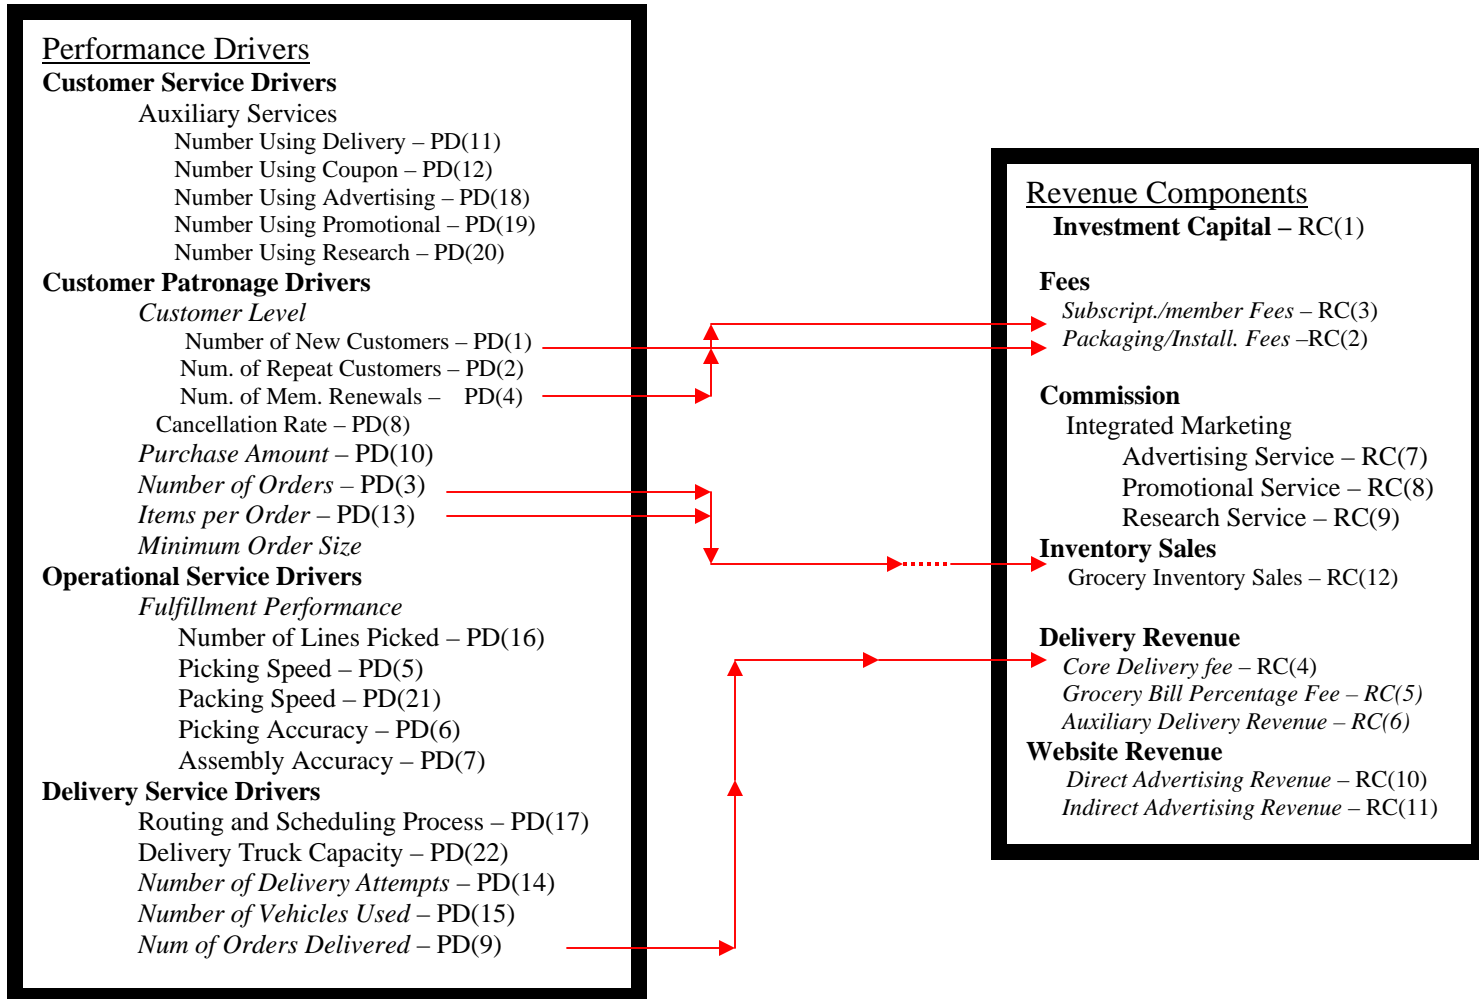 Performance Drivers
Customer Service Drivers
Auxiliary Services
Number Using Delivery – PD(11)
Number Using Coupon – PD(12)
Number Using Advertising – PD(18)
Number Using Promotional – PD(19)
Number Using Research – PD(20)
Customer Patronage Drivers
Customer Level
Number of New Customers – PD(1)
Num. of Repeat Customers – PD(2)
Num. of Mem. Renewals – PD(4)
Cancellation Rate – PD(8)
Purchase Amount – PD(10)
Number of Orders – PD(3)
Items per Order – PD(13)
Minimum Order Size
Operational Service Drivers
Fulfillment Performance
Number of Lines Picked – PD(16)
Picking Speed – PD(5)
Packing Speed – PD(21)
Picking Accuracy – PD(6)
Assembly Accuracy – PD(7)
Delivery Service Drivers
Routing and Scheduling Process – PD(17)
Delivery Truck Capacity – PD(22)
Number of Delivery Attempts – PD(14)
Number of Vehicles Used – PD(15)
Num of Orders Delivered – PD(9)
Revenue Components
Investment Capital – RC(1)
Fees
Subscript./member Fees – RC(3)
Packaging/Install. Fees –RC(2)
Commission
Integrated Marketing
Advertising Service – RC(7)
Promotional Service – RC(8)
Research Service – RC(9)
Inventory Sales
Grocery Inventory Sales – RC(12)
Delivery Revenue
Core Delivery fee – RC(4)
Grocery Bill Percentage Fee – RC(5)
Auxiliary Delivery Revenue – RC(6)
Website Revenue
Direct Advertising Revenue – RC(10)
Indirect Advertising Revenue – RC(11)